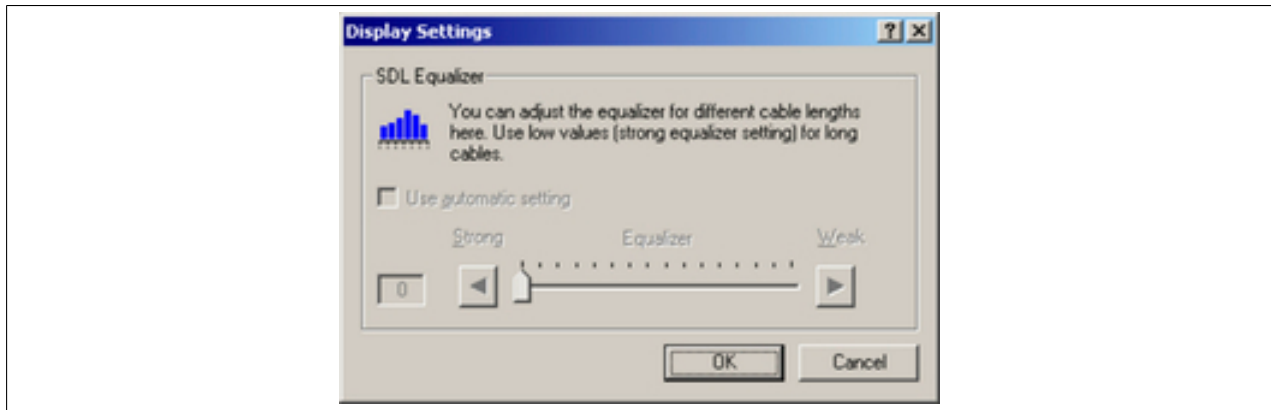 Display Settings
SDL Equalizer
You can adjust the equalizer for different cable lengths
here. Use low values (strong equalizer setting) for long
cables.
Use automatic setting
Strong Equalizer Weak
0
OK Cancel